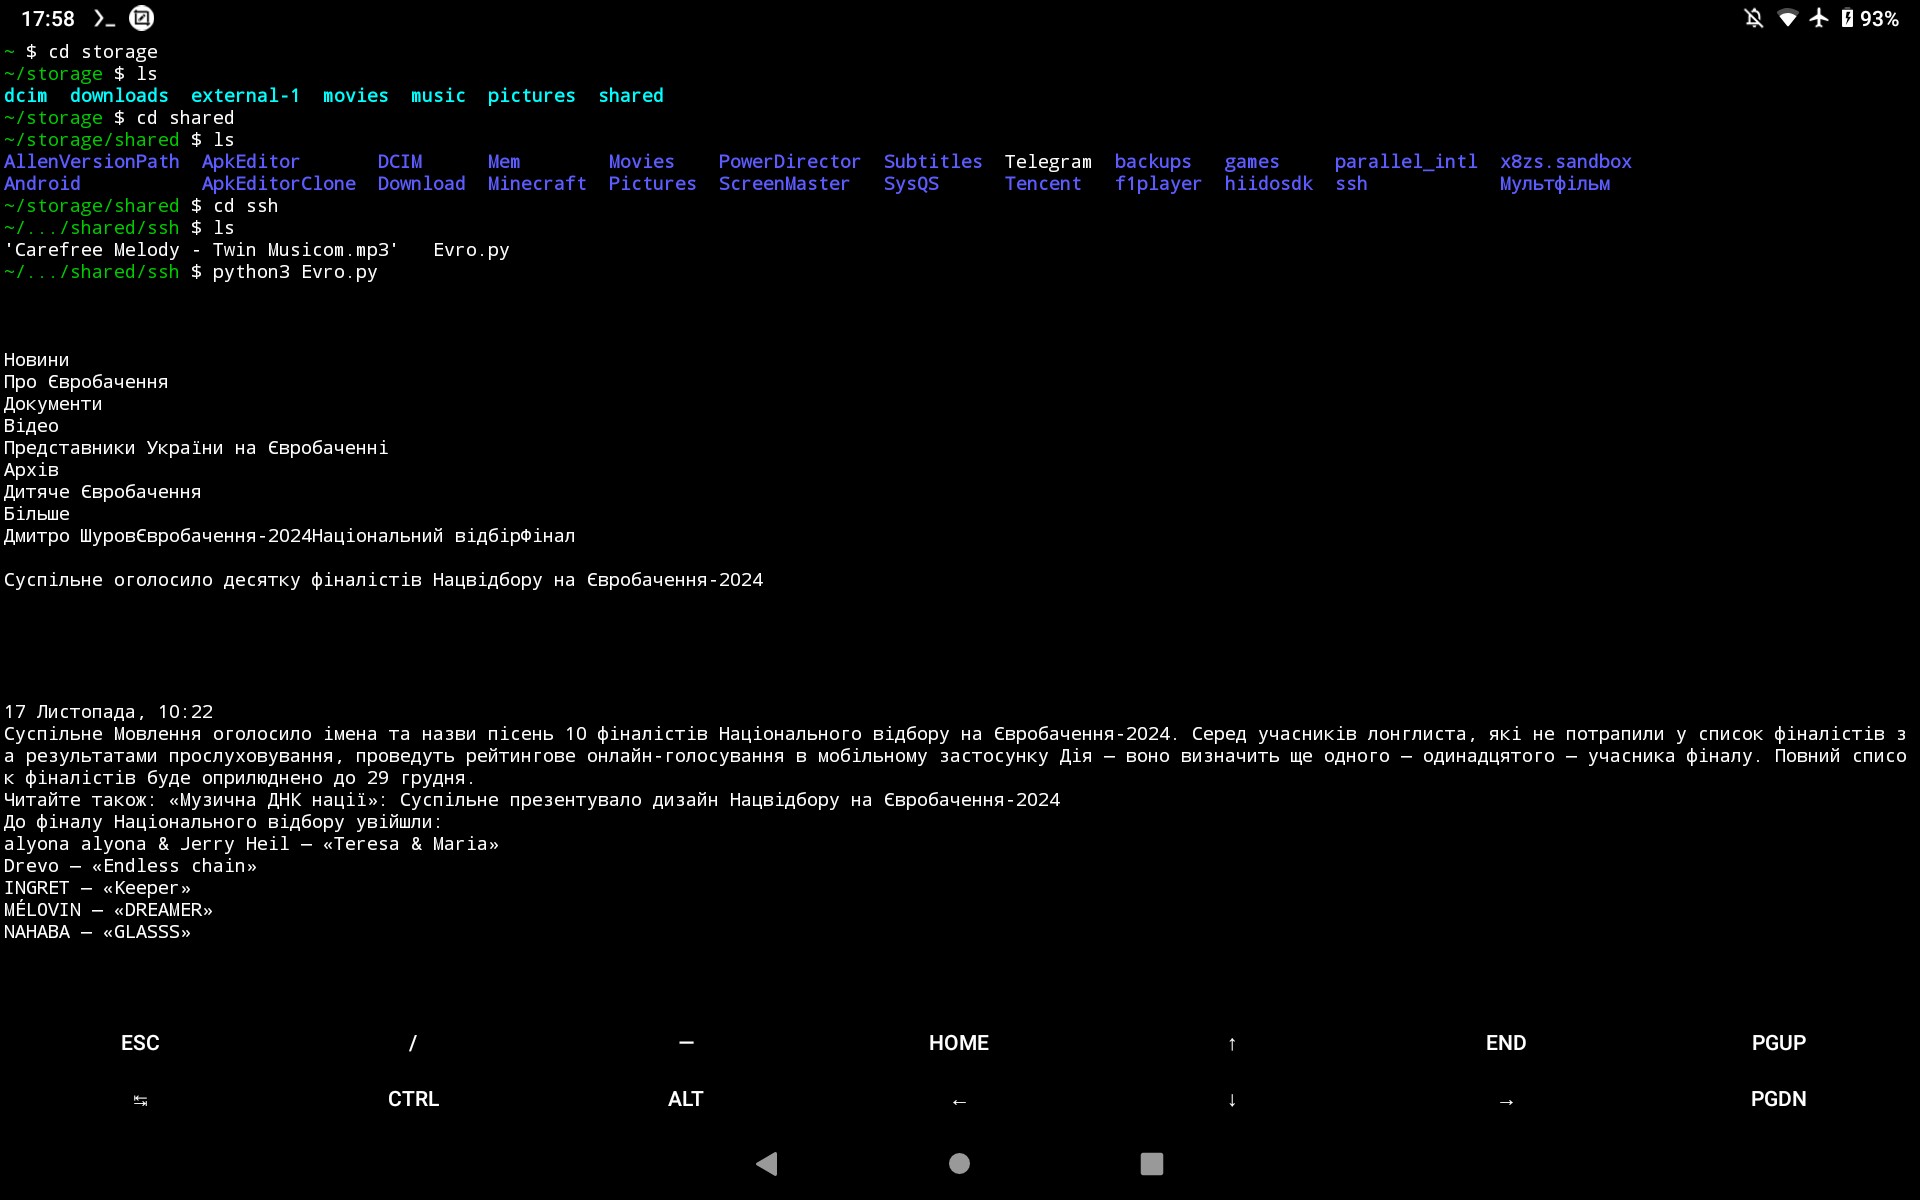 17:58 93%
~ $ cd storage
~/storage $ ls
dcim downloads external-1 movies music pictures shared
~/storage $ cd shared
~/storage/shared $ ls
AllenVersionPath ApkEditor DCIM Mem Movies PowerDirector Subtitles Telegram backups games parallel_intl x8zs.sandbox
Android ApkEditorClone Download Minecraft Pictures ScreenMaster SysQS Tencent f1player hiidosdk ssh Мультфільм
~/storage/shared $ cd ssh
~/.../shared/ssh $ ls
'Carefree Melody - Twin Musicom.mp3' Evro.py
~/.../shared/ssh $ python3 Evro.py
Новини
Про Євробачення
Документи
Відео
Представники України на Євробаченні
Архів
Дитяче Євробачення
Більше
Дмитро ШуровЄвробачення-2024Національний відбірФінал
Суспільне оголосило десятку фіналістів Нацвідбору на Євробачення-2024
17 Листопада, 10:22
Суспільне Мовлення оголосило імена та назви пісень 10 фіналістів Національного відбору на Євробачення-2024. Серед учасників лонглиста, які не потрапили у список фіналістів з
а результатами прослуховування, проведуть рейтингове онлайн-голосування в мобільному застосунку Дія — воно визначить ще одного — одинадцятого — учасника фіналу. Повний списо
к фіналістів буде оприлюднено до 29 грудня.
Читайте також: «Музична ДНК нації»: Суспільне презентувало дизайн Нацвідбору на Євробачення-2024
До фіналу Національного відбору увійшли:
alyona alyona & Jerry Heil — «Teresa & Maria»
Drevo — «Endless chain»
INGRET — «Keeper»
MÉLOVIN — «DREAMER»
NAHABA — «GLASSS»
ESC / — HOME ↑ END PGUP
↹ CTRL ALT ← ↓ → PGDN